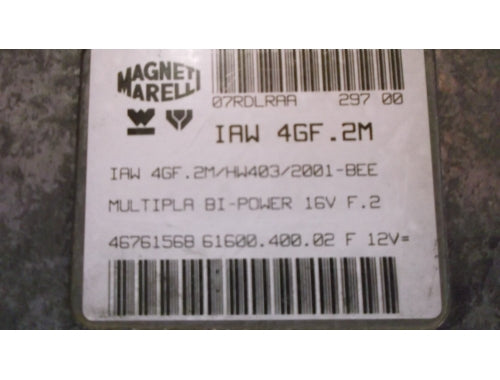 MAGNETI
MARELLI
07RDLRAA 297 00
IAW 4GF.2M
IAW 4GF.2M/HW403/2001-BEE
MULTIPLA BI-POWER 16V F.2
46761568 61600.400.02 F 12V=